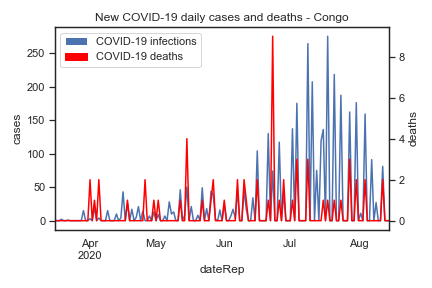 New COVID-19 daily cases and deaths - Congo
COVID-19 infections
COVID-19 deaths
250
200
150
100
50
0
cases
8
6
4
2
0
deaths
Apr
2020
May
Jun
Jul
Aug
dateRep